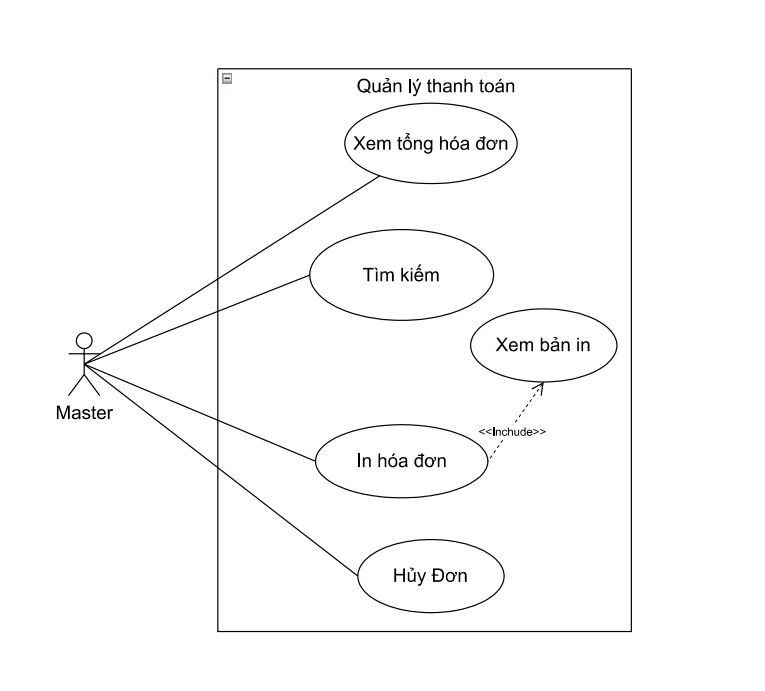 Quản lý thanh toán
Xem tổng hóa đơn
Tìm kiếm
Xem bản in
Master
<<Inchude>>
In hóa đơn
Hủy Đơn